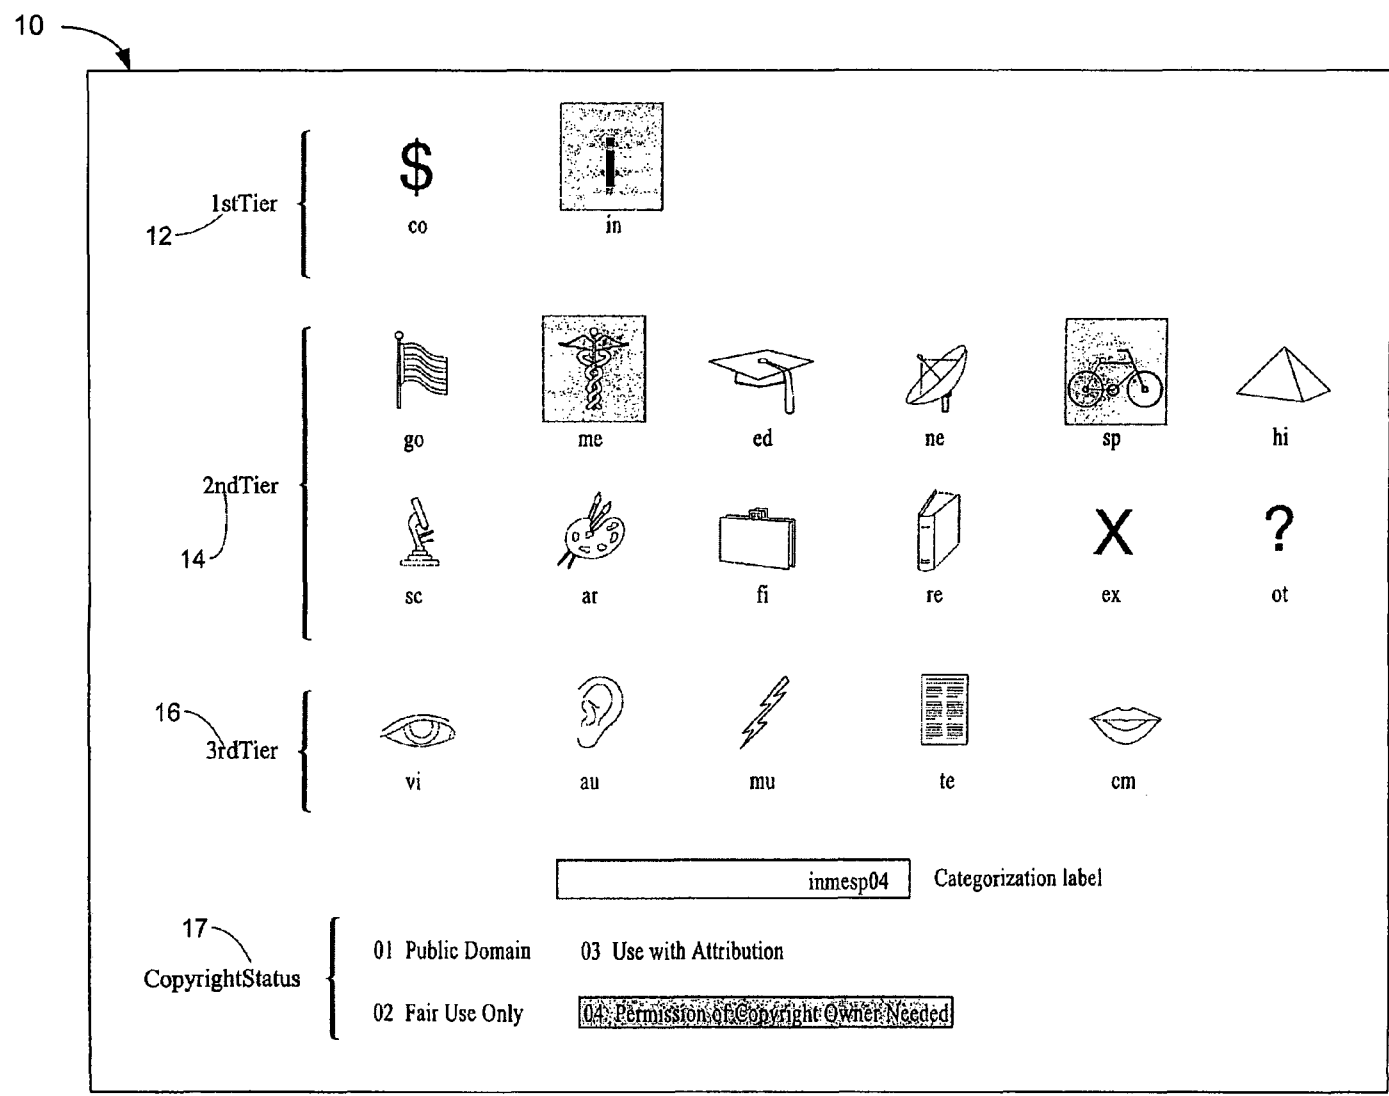 10
$
i
co
in
1stTier
12
go
me
ed
ne
sp
hi
2ndTier
14
X
?
sc
ar
fi
re
ex
ot
16
3rdTier
vi
au
mu
te
cm
inmesp04
Categorization label
17
CopyrightStatus
01 Public Domain
03 Use with Attribution
02 Fair Use Only
04 Permission of Copyright Owner Needed